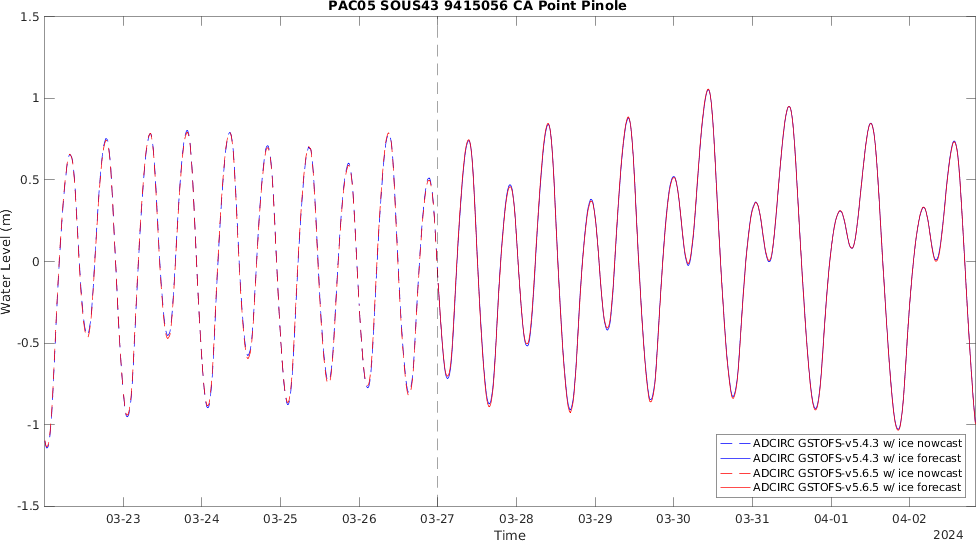 PAC05 SOUS43 9415056 CA Point Pinole
1.5
1
0.5
0
-0.5
-1
-1.5
Water Level (m)
03-23 03-24 03-25 03-26 03-27 03-28 03-29 03-30 03-31 04-01 04-02
Time
2024
ADCIRC GSTOFS-v5.4.3 w/ ice nowcast
ADCIRC GSTOFS-v5.4.3 w/ ice forecast
ADCIRC GSTOFS-v5.6.5 w/ ice nowcast
ADCIRC GSTOFS-v5.6.5 w/ ice forecast